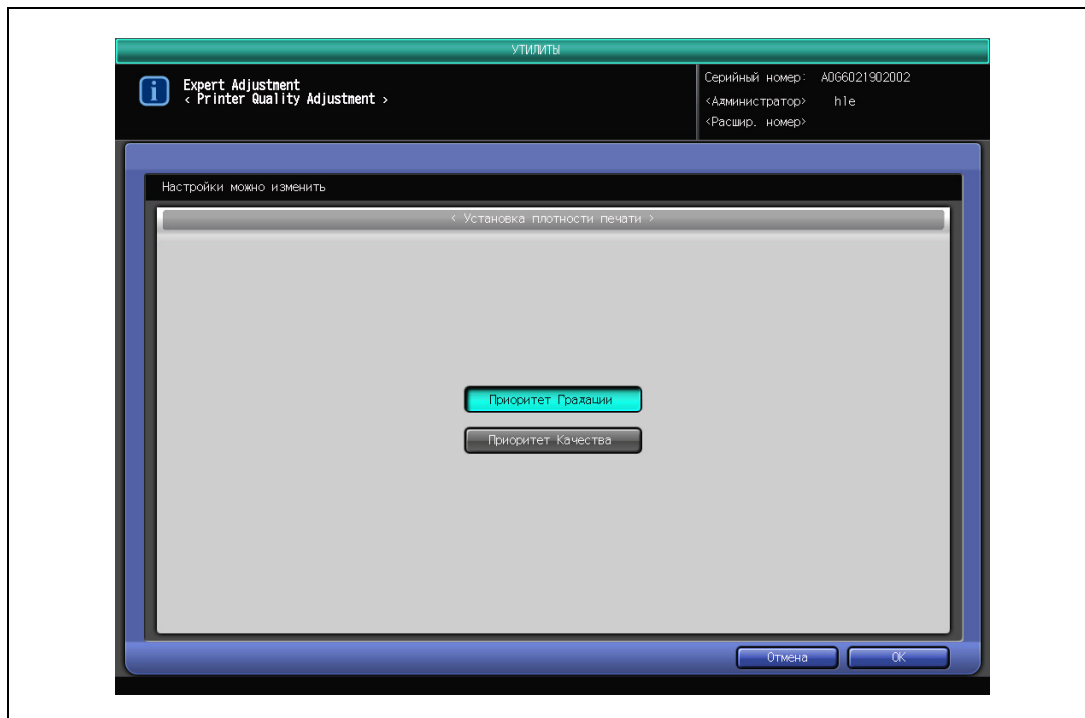 УТИЛИТЫ
Expert Adjustment
< Printer Quality Adjustment >
Серийный номер: A0G6021902002
<Администратор> hle
<Расшир. номер>
Настройки можно изменить
< Установка плотности печати >
Приоритет Градации
Приоритет Качества
Отмена
OK